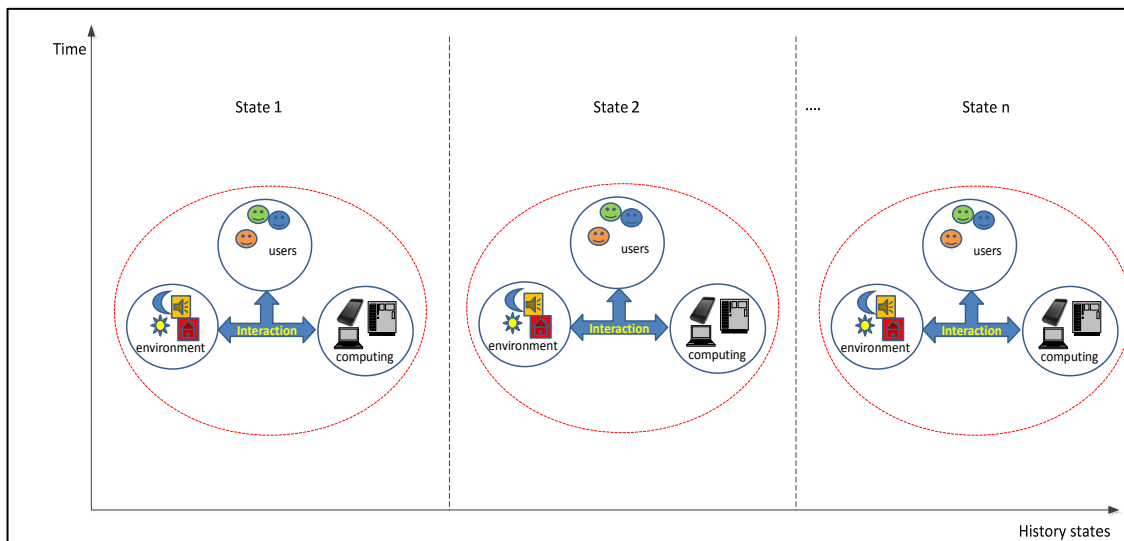 Time
State 1
State 2
....
State n
users
users
users
Interaction
Interaction
Interaction
environment
computing
environment
computing
environment
computing
History states